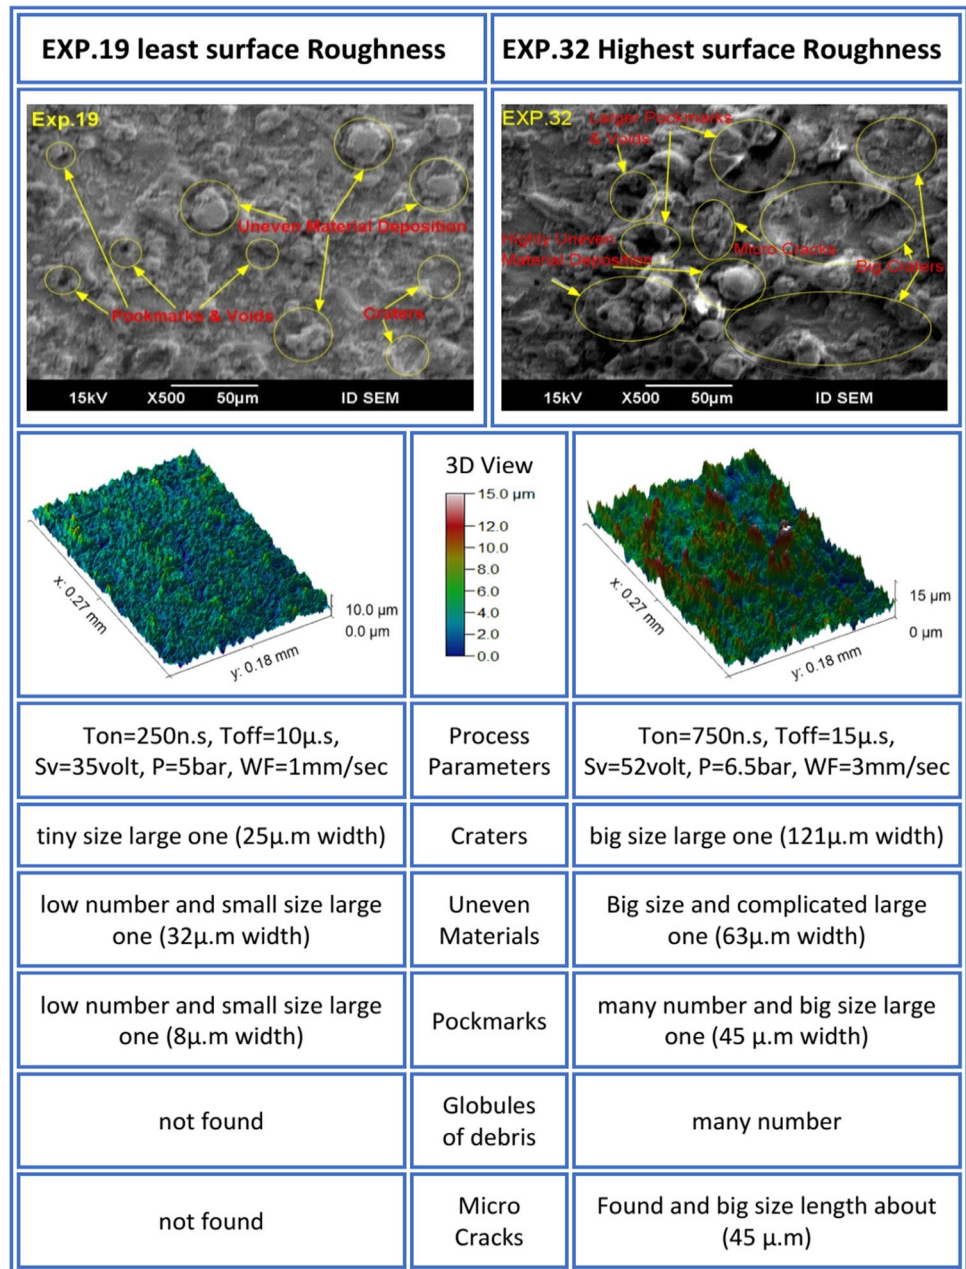 EXP.19 least surface Roughness
EXP.32 Highest surface Roughness
Exp.19
Uneven Material Deposition
Pockmarks & Voids
Craters
15kV X500 50µm ID SEM
EXP.32
Larger Pockmarks
& Voids
Highly Uneven
Material Deposition
Micro Cracks
Big Craters
15kV X500 50µm ID SEM
x: 0.27 mm
y: 0.18 mm
10.0 µm
0.0 µm
3D View
15.0 µm
12.0
10.0
8.0
6.0
4.0
2.0
0.0
x: 0.27 mm
y: 0.18 mm
15 µm
0 µm
Ton=250n.s, Toff=10µ.s,
Sv=35volt, P=5bar, WF=1mm/sec
Process
Parameters
Ton=750n.s, Toff=15µ.s,
Sv=52volt, P=6.5bar, WF=3mm/sec
tiny size large one (25µ.m width)
Craters
big size large one (121µ.m width)
low number and small size large
one (32µ.m width)
Uneven
Materials
Big size and complicated large
one (63µ.m width)
low number and small size large
one (8µ.m width)
Pockmarks
many number and big size large
one (45 µ.m width)
not found
Globules
of debris
many number
not found
Micro
Cracks
Found and big size length about
(45 µ.m)